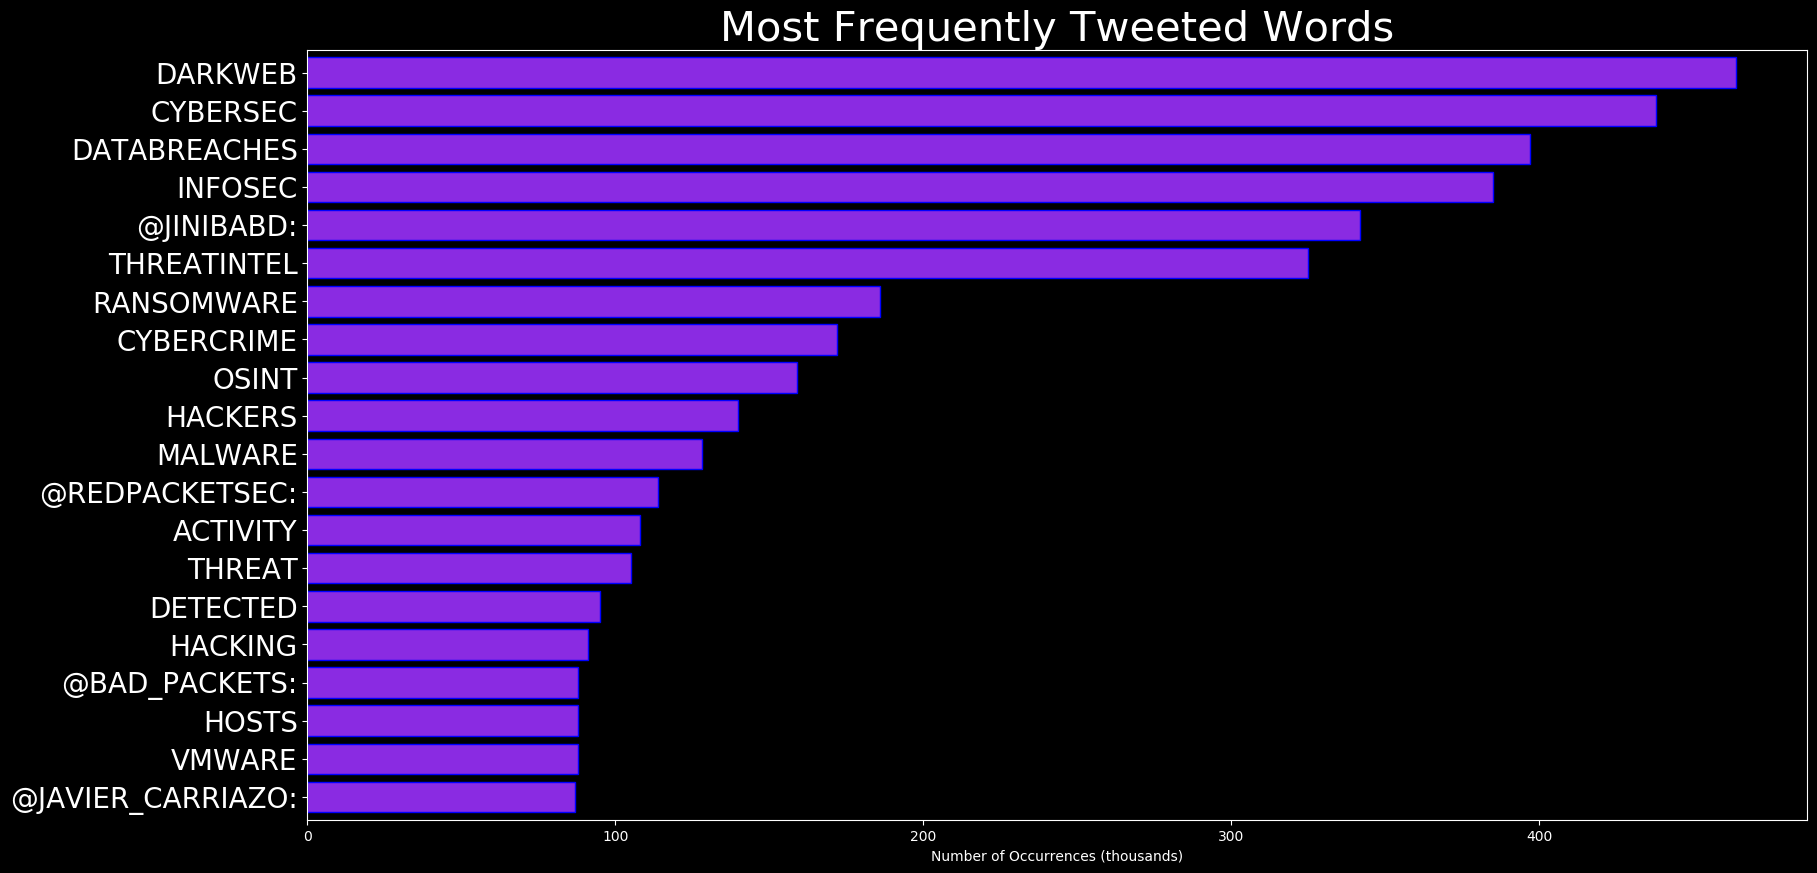 Most Frequently Tweeted Words
DARKWEB
CYBERSEC
DATABREACHES
INFOSEC
@JINIBABD:
THREATINTEL
RANSOMWARE
CYBERCRIME
OSINT
HACKERS
MALWARE
@REDPACKETSEC:
ACTIVITY
THREAT
DETECTED
HACKING
@BAD_PACKETS:
HOSTS
VMWARE
@JAVIER_CARRIAZO:
0 100 200 300 400
Number of Occurrences (thousands)